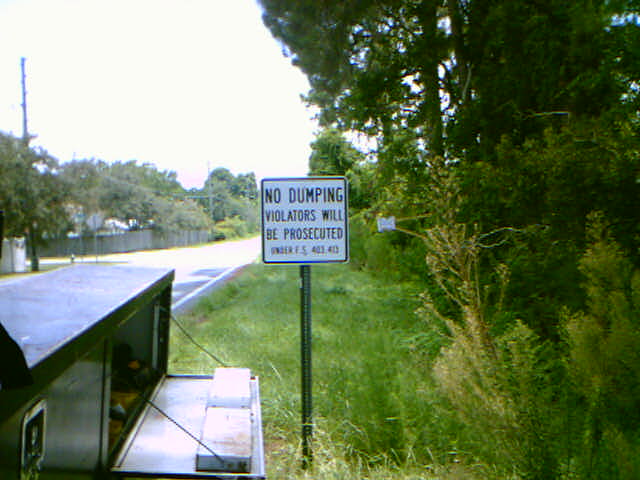 NO DUMPING
VIOLATORS WILL
BE PROSECUTED
UNDER F.S. 403.413